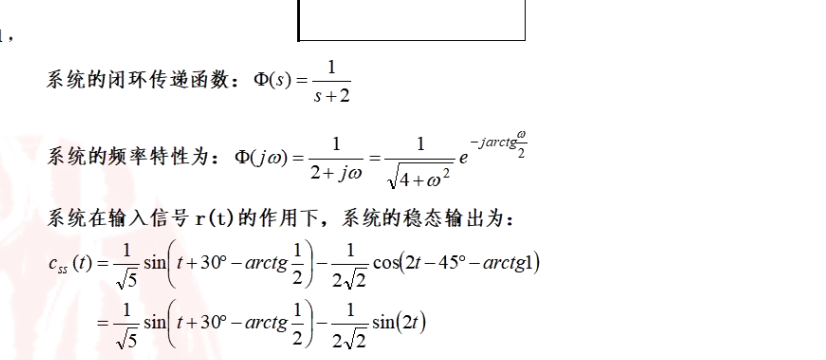 1，
系统的闭环传递函数：Φ(s)=1/(s+2)
系统的频率特性为：Φ(jω)=1/(2+jω)=1/√(4+ω²) e^(-jarctg ω/2)
系统在输入信号r(t)的作用下，系统的稳态输出为：
c_ss(t)=1/√5 sin(t+30°-arctg 1/2)-1/(2√2) cos(2t-45°-arctg1)
=1/√5 sin(t+30°-arctg 1/2)-1/(2√2) sin(2t)